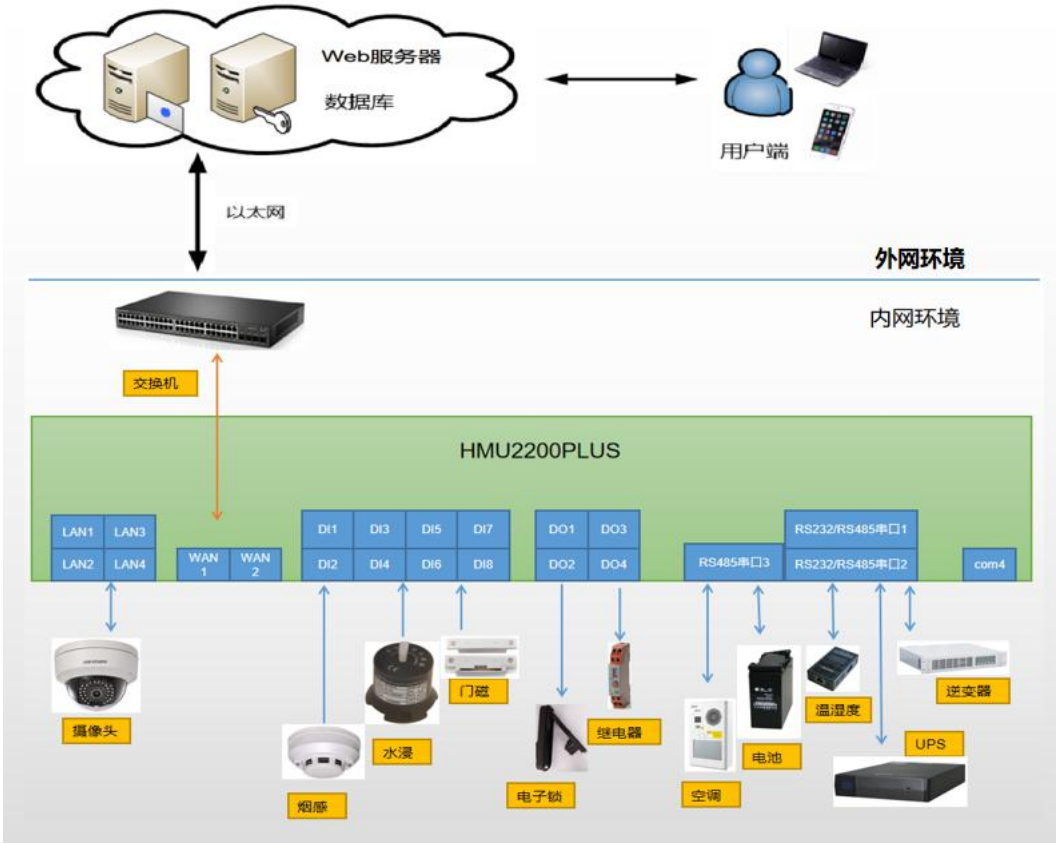 Web服务器
数据库
用户端
以太网
外网环境
内网环境
交换机
HMU2200PLUS
LAN1
LAN3
LAN2
LAN4
WAN
1
WAN
2
DI1
DI3
DI5
DI7
DI2
DI4
DI6
DI8
DO1
DO3
DO2
DO4
RS485串口3
RS232/RS485串口1
RS232/RS485串口2
com4
摄像头
烟感
水浸
门磁
电子锁
继电器
空调
电池
温湿度
逆变器
UPS